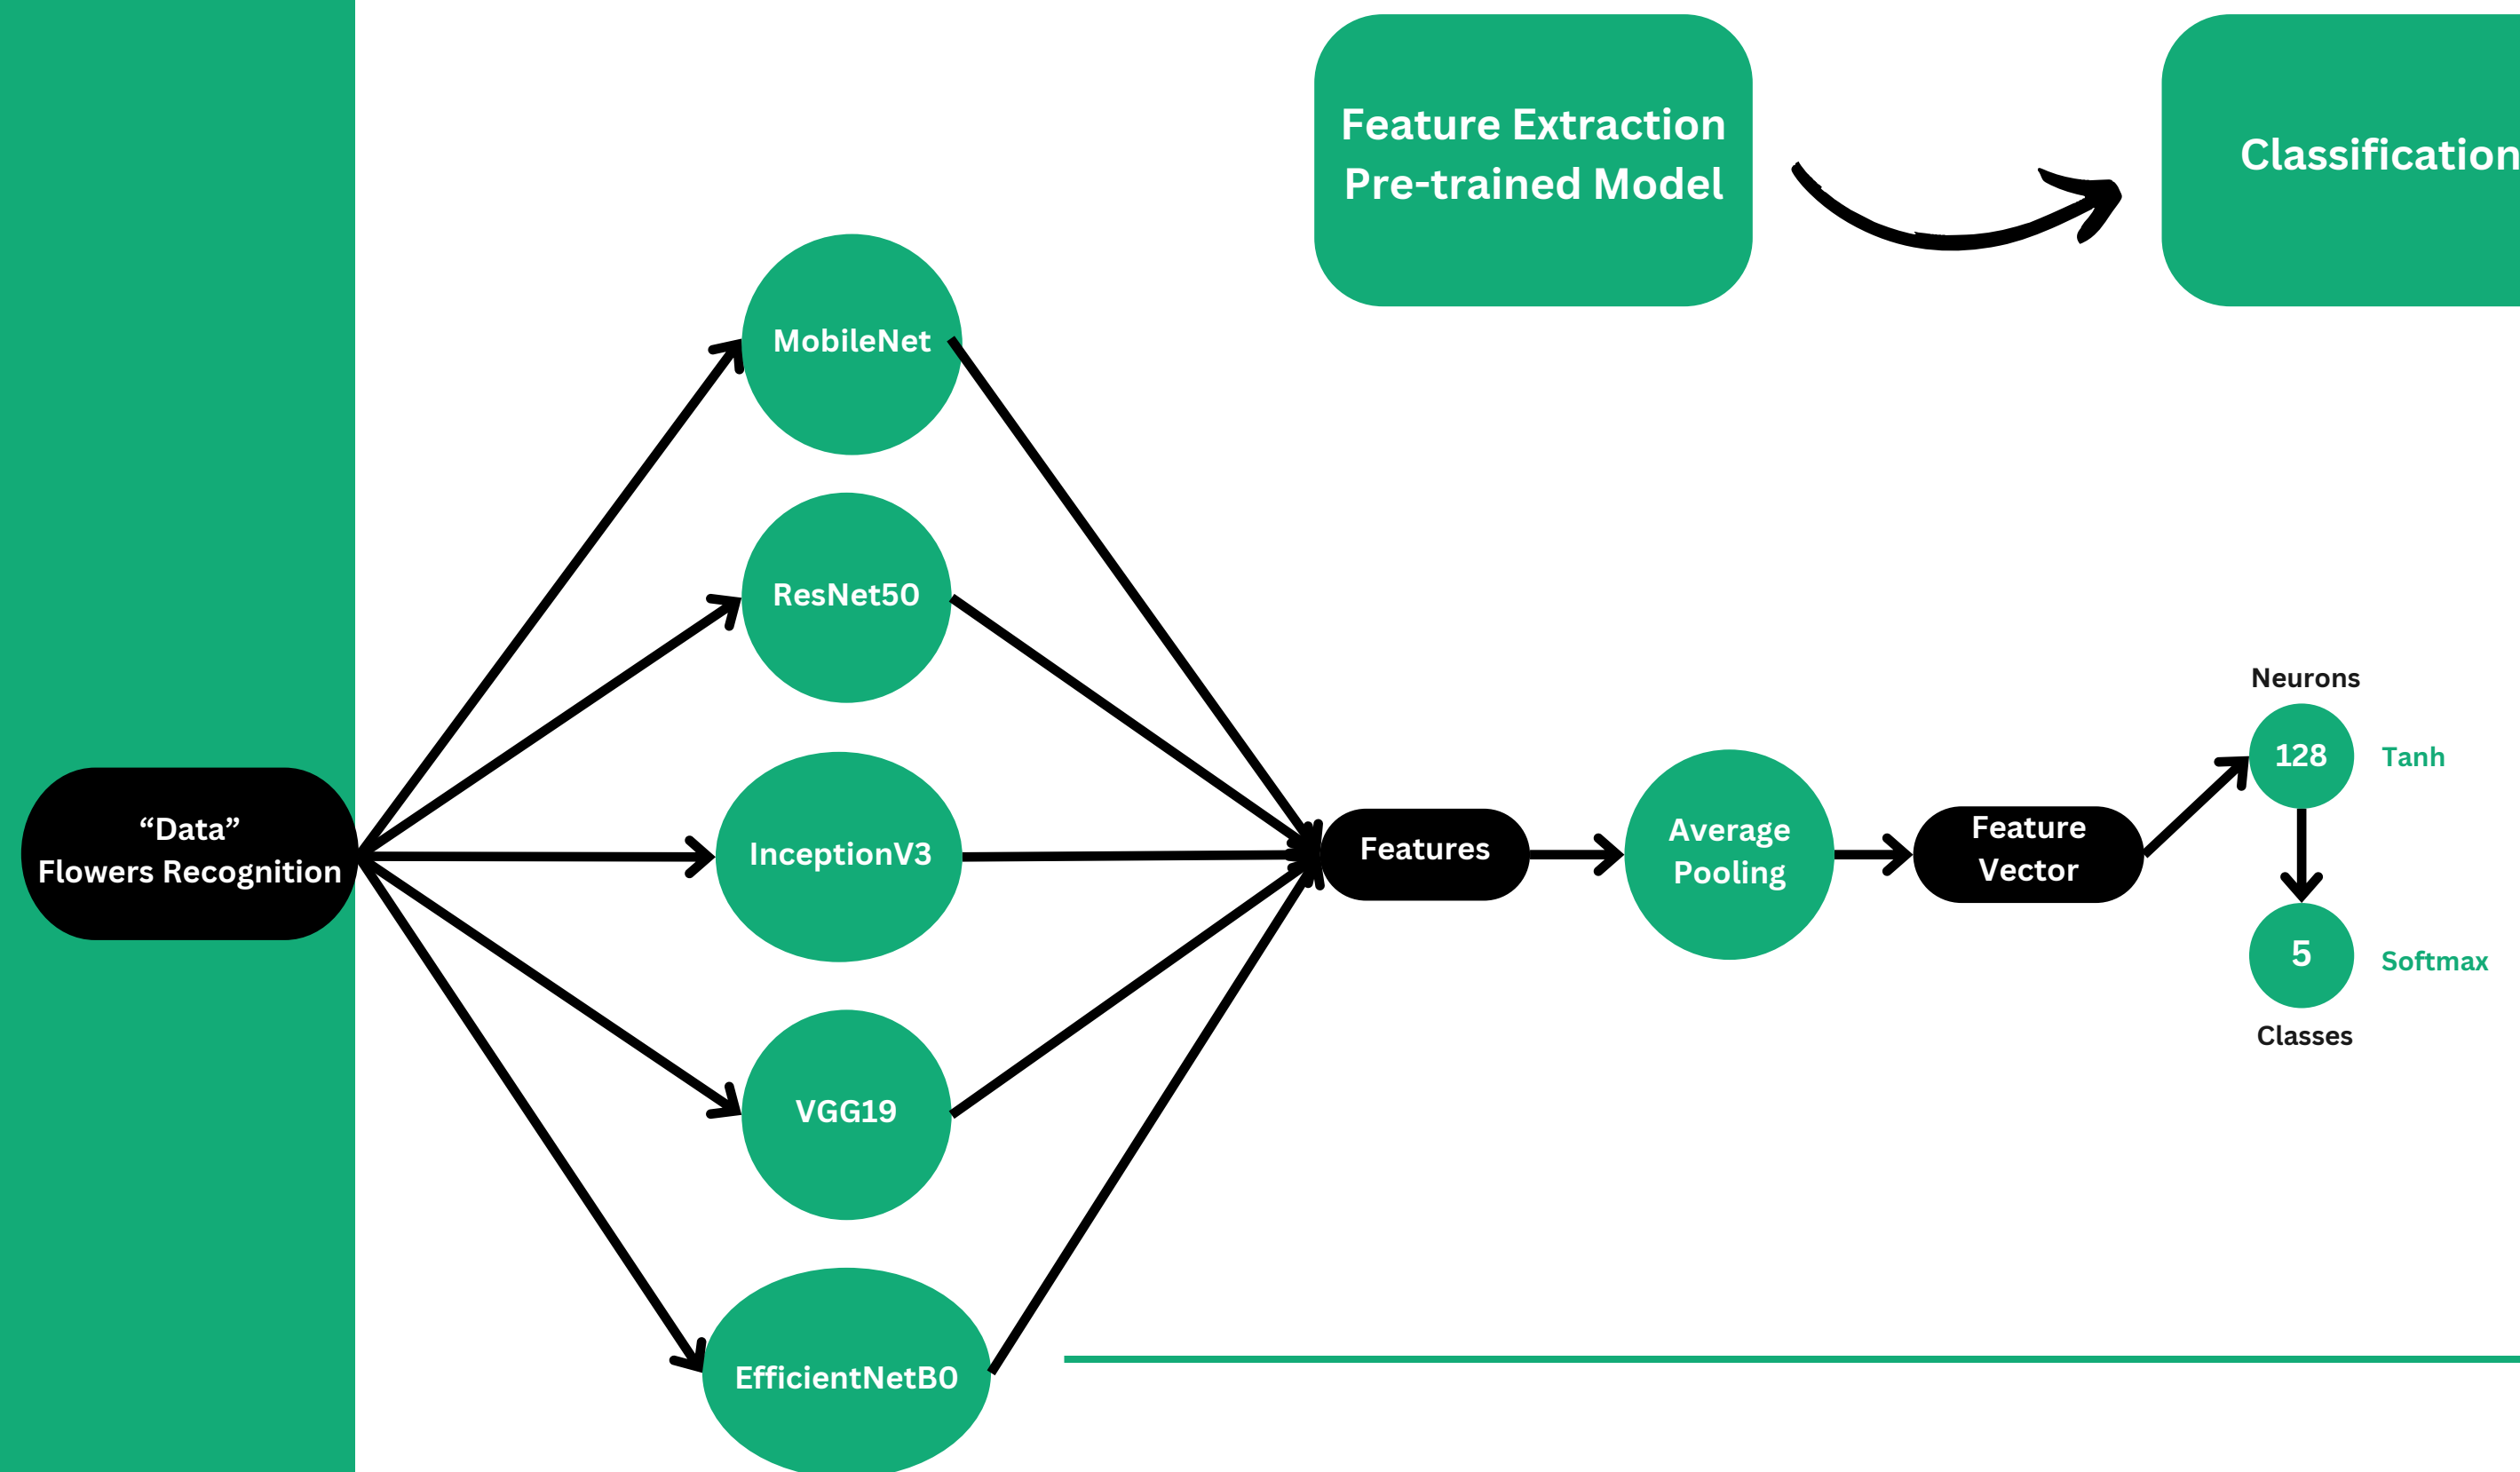 Feature Extraction
Pre-trained Model
Classification
MobileNet
ResNet50
“Data”
Flowers Recognition
InceptionV3
VGG19
EfficientNetB0
Features
Average
Pooling
Feature
Vector
Neurons
128
Tanh
5
Softmax
Classes